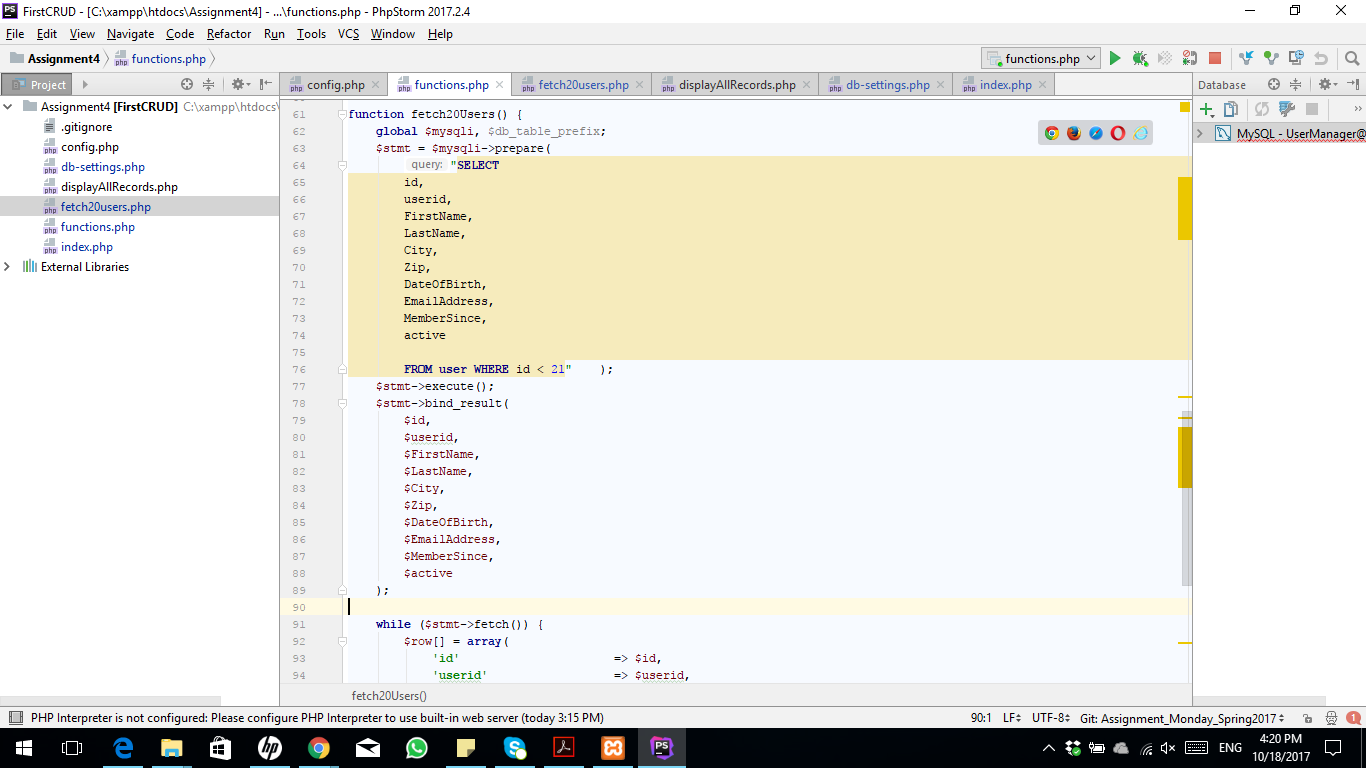 FirstCRUD - [C:\xampp\htdocs\Assignment4] - ...\functions.php - PhpStorm 2017.2.4
File Edit View Navigate Code Refactor Run Tools VCS Window Help
Assignment4 functions.php functions.php
Project config.php functions.php fetch20users.php displayAllRecords.php db-settings.php index.php Database
Assignment4 [FirstCRUD] C:\xampp\htdocs\
.gitignore
config.php
db-settings.php
displayAllRecords.php
fetch20users.php
functions.php
index.php
External Libraries
61 function fetch20Users() {
62 global $mysqli, $db_table_prefix;
63 $stmt = $mysqli->prepare(
64 query: "SELECT
65 id,
66 userid,
67 FirstName,
68 LastName,
69 City,
70 Zip,
71 DateOfBirth,
72 EmailAddress,
73 MemberSince,
74 active
75
76 FROM user WHERE id < 21" );
77 $stmt->execute();
78 $stmt->bind_result(
79 $id,
80 $userid,
81 $FirstName,
82 $LastName,
83 $City,
84 $Zip,
85 $DateOfBirth,
86 $EmailAddress,
87 $MemberSince,
88 $active
89 );
90
91 while ($stmt->fetch()) {
92 $row[] = array(
93 'id' => $id,
94 'userid' => $userid,
fetch20Users()
MySQL - UserManager@
PHP Interpreter is not configured: Please configure PHP Interpreter to use built-in web server (today 3:15 PM) 90:1 LF UTF-8 Git: Assignment_Monday_Spring2017 1
ENG 4:20 PM
10/18/2017